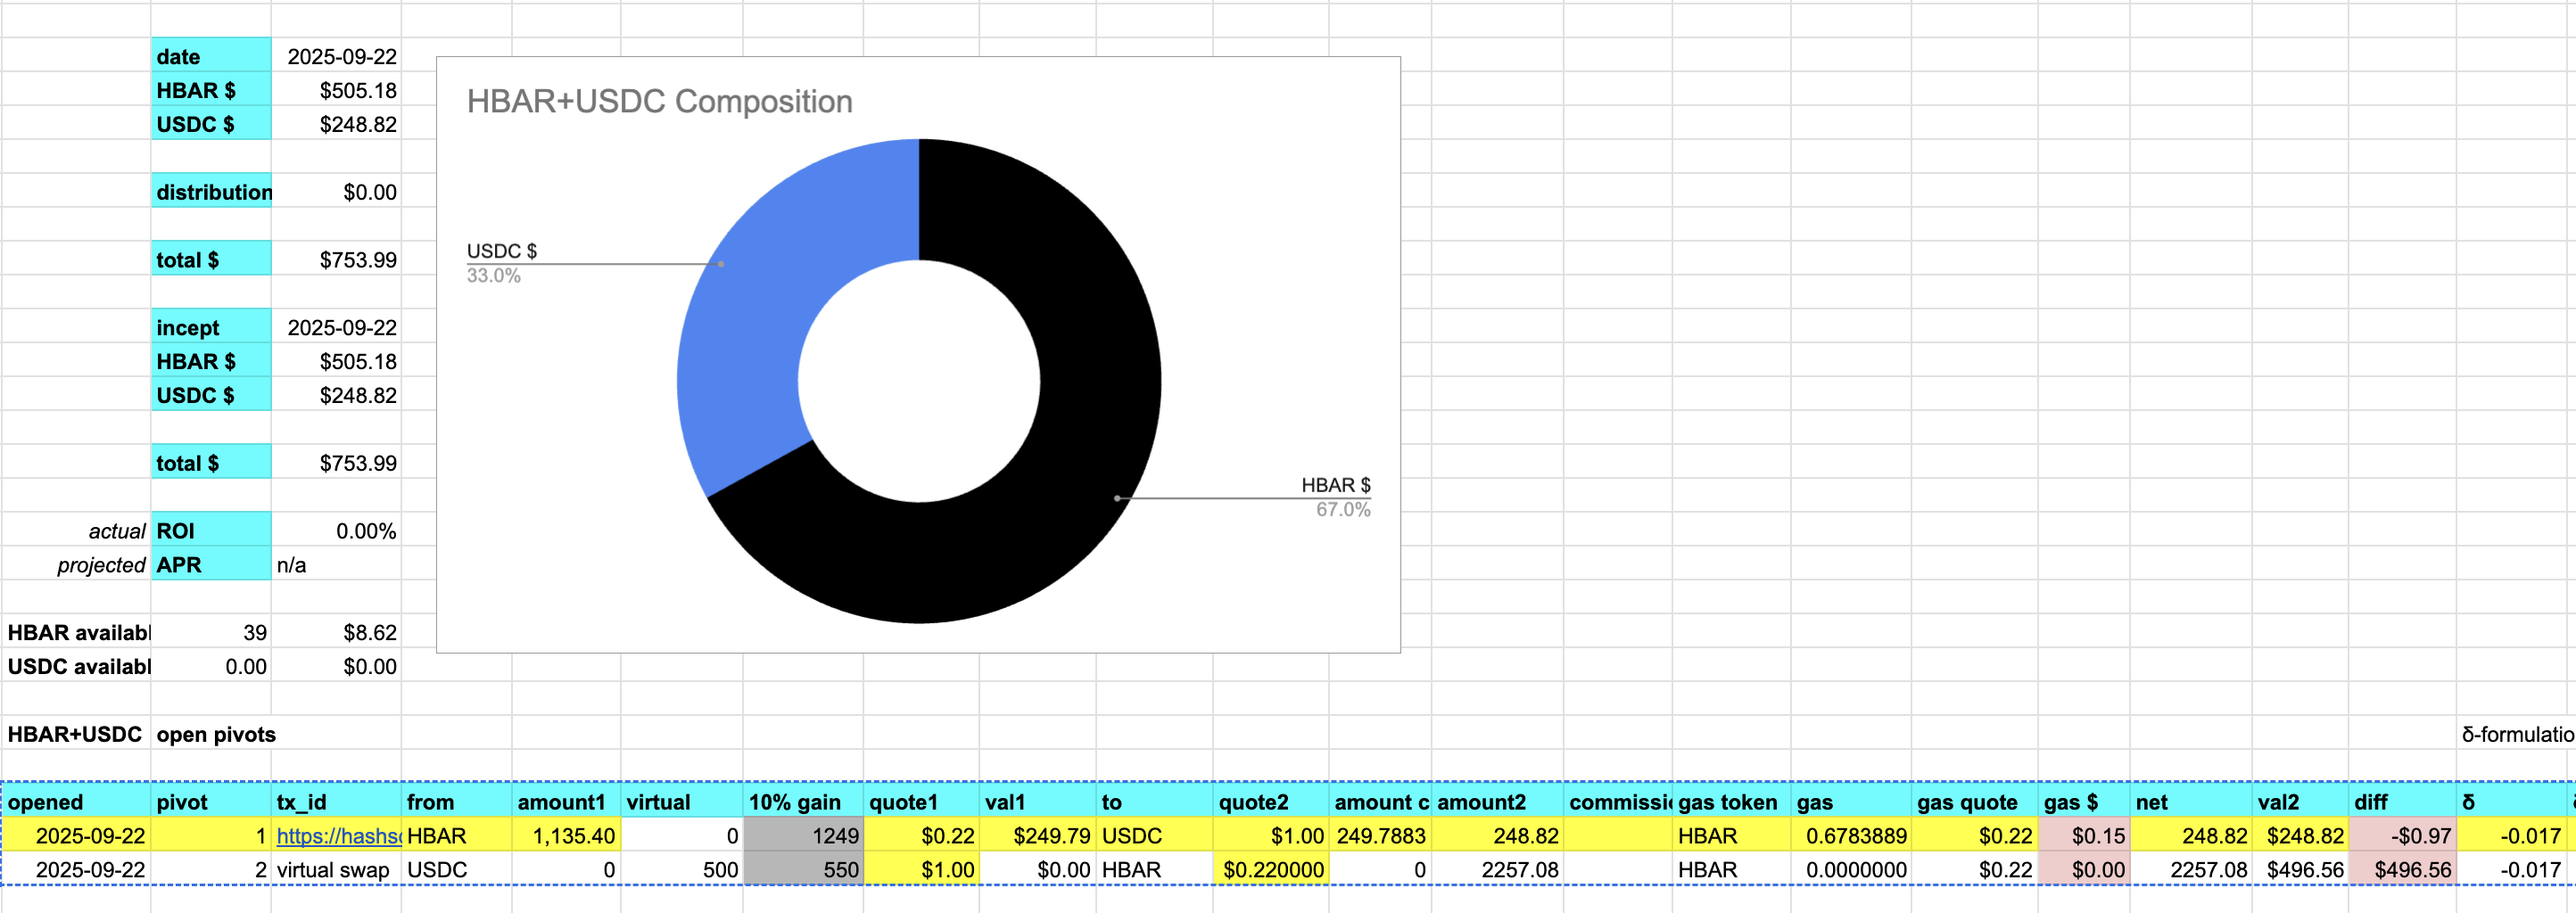 date 2025-09-22
HBAR $ $505.18
USDC $ $248.82
distribution $0.00
total $ $753.99
incept 2025-09-22
HBAR $ $505.18
USDC $ $248.82
total $ $753.99
actual ROI 0.00%
projected APR n/a
HBAR availabl 39 $8.62
USDC availabl 0.00 $0.00
HBAR+USDC Composition
USDC $
33.0%
HBAR $
67.0%
HBAR+USDC open pivots δ-formulatio
opened pivot tx_id from amount1 virtual 10% gain quote1 val1 to quote2 amount c amount2 commissi gas token gas gas quote gas $ net val2 diff δ
2025-09-22 1 https://hashsc HBAR 1,135.40 0 1249 $0.22 $249.79 USDC $1.00 249.7883 248.82 HBAR 0.6783889 $0.22 $0.15 248.82 $248.82 -$0.97 -0.017
2025-09-22 2 virtual swap USDC 0 500 550 $1.00 $0.00 HBAR $0.220000 0 2257.08 HBAR 0.0000000 $0.22 $0.00 2257.08 $496.56 $496.56 -0.017